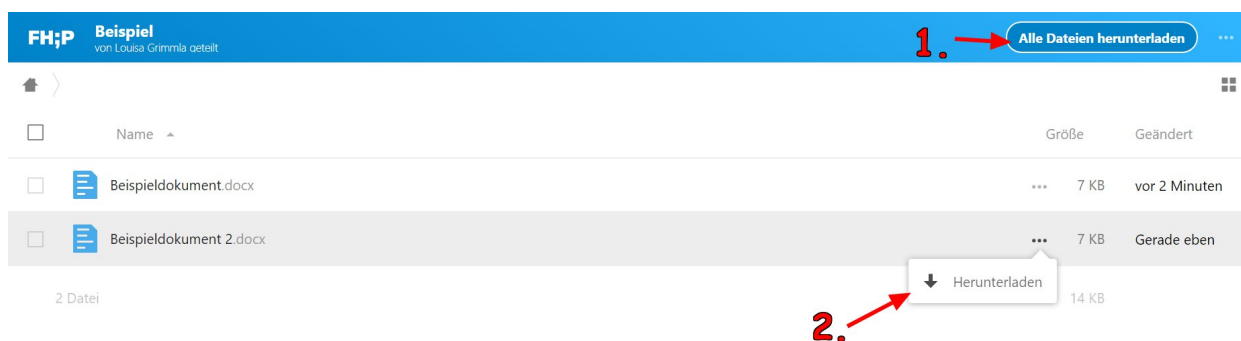 FH;P
Beispiel
von Louisa Grimmla geteilt
1.
Alle Dateien herunterladen
Name
Größe
Geändert
Beispieldokument.docx
7 KB
vor 2 Minuten
Beispieldokument 2.docx
7 KB
Gerade eben
Herunterladen
2 Datei
14 KB
2.